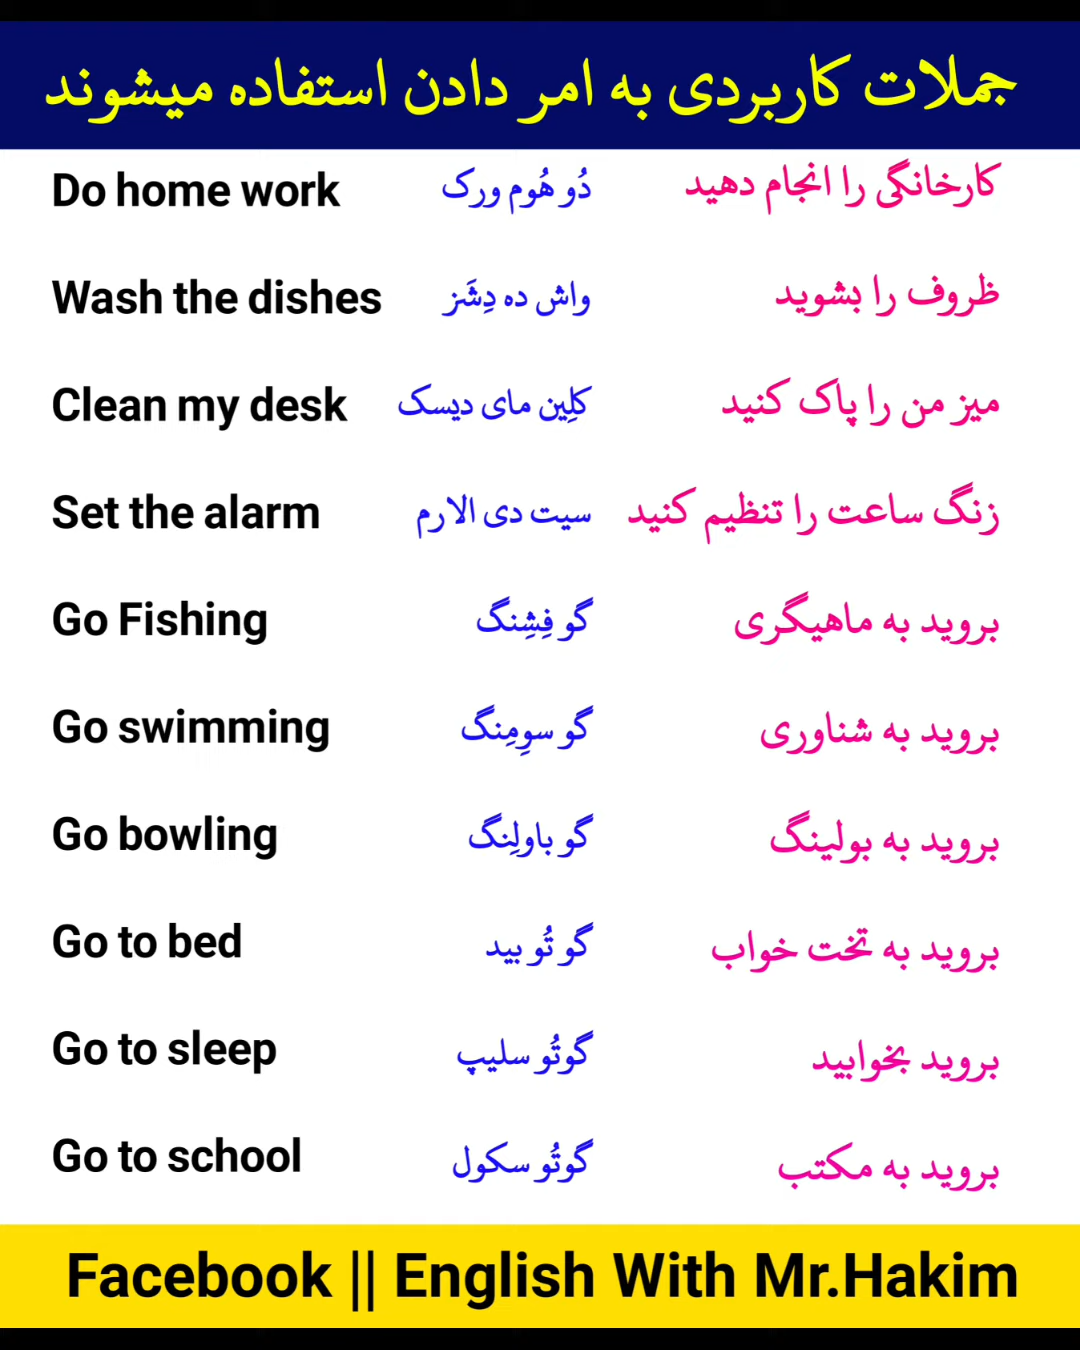 جملات کاربردی به امر دادن استفاده میشوند
Do home work دُو هُوم ورک کارخانگی را انجام دهید
Wash the dishes واش ده دِشَز ظروف را بشوید
Clean my desk کلِین مای دیسک میز من را پاک کنید
Set the alarm سیت دی الارم زنگ ساعت را تنظیم کنید
Go Fishing گو فِشِنگ بروید به ماهیگری
Go swimming گو سوِمِنگ بروید به شناوری
Go bowling گو باولِنگ بروید به بولینگ
Go to bed گو تُو بید بروید به تخت خواب
Go to sleep گوتُو سلیپ بروید بخوابید
Go to school گوتُو سکول بروید به مکتب
Facebook || English With Mr.Hakim